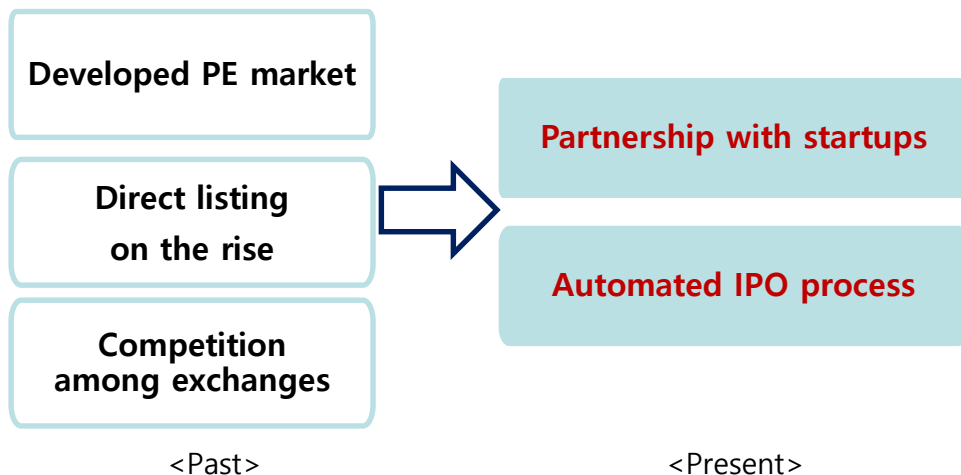 Developed PE market
Direct listing
on the rise
Competition
among exchanges
<Past>
Partnership with startups
Automated IPO process
<Present>